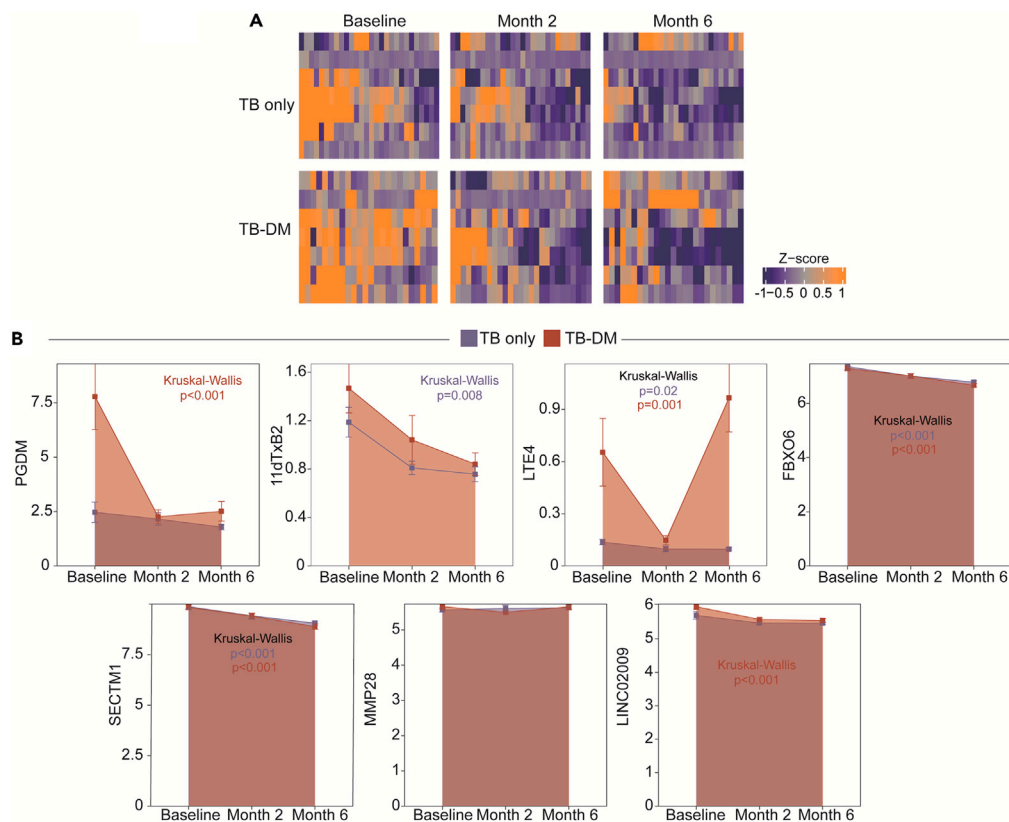 A
Baseline Month 2 Month 6
TB only
TB-DM
Z-score
-1 -0.5 0 0.5 1
B
TB only TB-DM
PGDM
7.5
5
2.5
0
Kruskal-Wallis
p<0.001
Baseline Month 2 Month 6
11dTxB2
1.6
1.2
0.8
0.4
0
Kruskal-Wallis
p=0.008
Baseline Month 2 Month 6
LTE4
0.9
0.6
0.3
0
Kruskal-Wallis
p=0.02
p=0.001
Baseline Month 2 Month 6
FBXO6
6
4
2
0
Kruskal-Wallis
p<0.001
p<0.001
Baseline Month 2 Month 6
SECTM1
7.5
5
2.5
0
Kruskal-Wallis
p<0.001
p<0.001
Baseline Month 2 Month 6
MMP28
5
4
3
2
1
0
Baseline Month 2 Month 6
LINC02009
6
5
4
3
2
1
0
Kruskal-Wallis
p<0.001
Baseline Month 2 Month 6